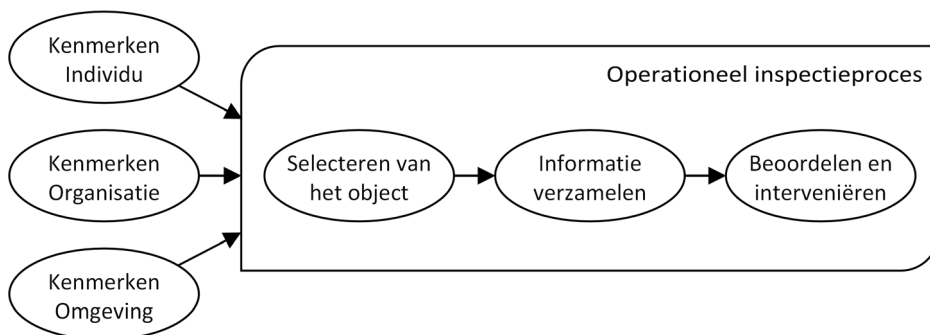 Kenmerken
Individu
Kenmerken
Organisatie
Kenmerken
Omgeving
Operationeel inspectieproces
Selecteren van
het object
Informatie
verzamelen
Beoordelen en
interveniëren